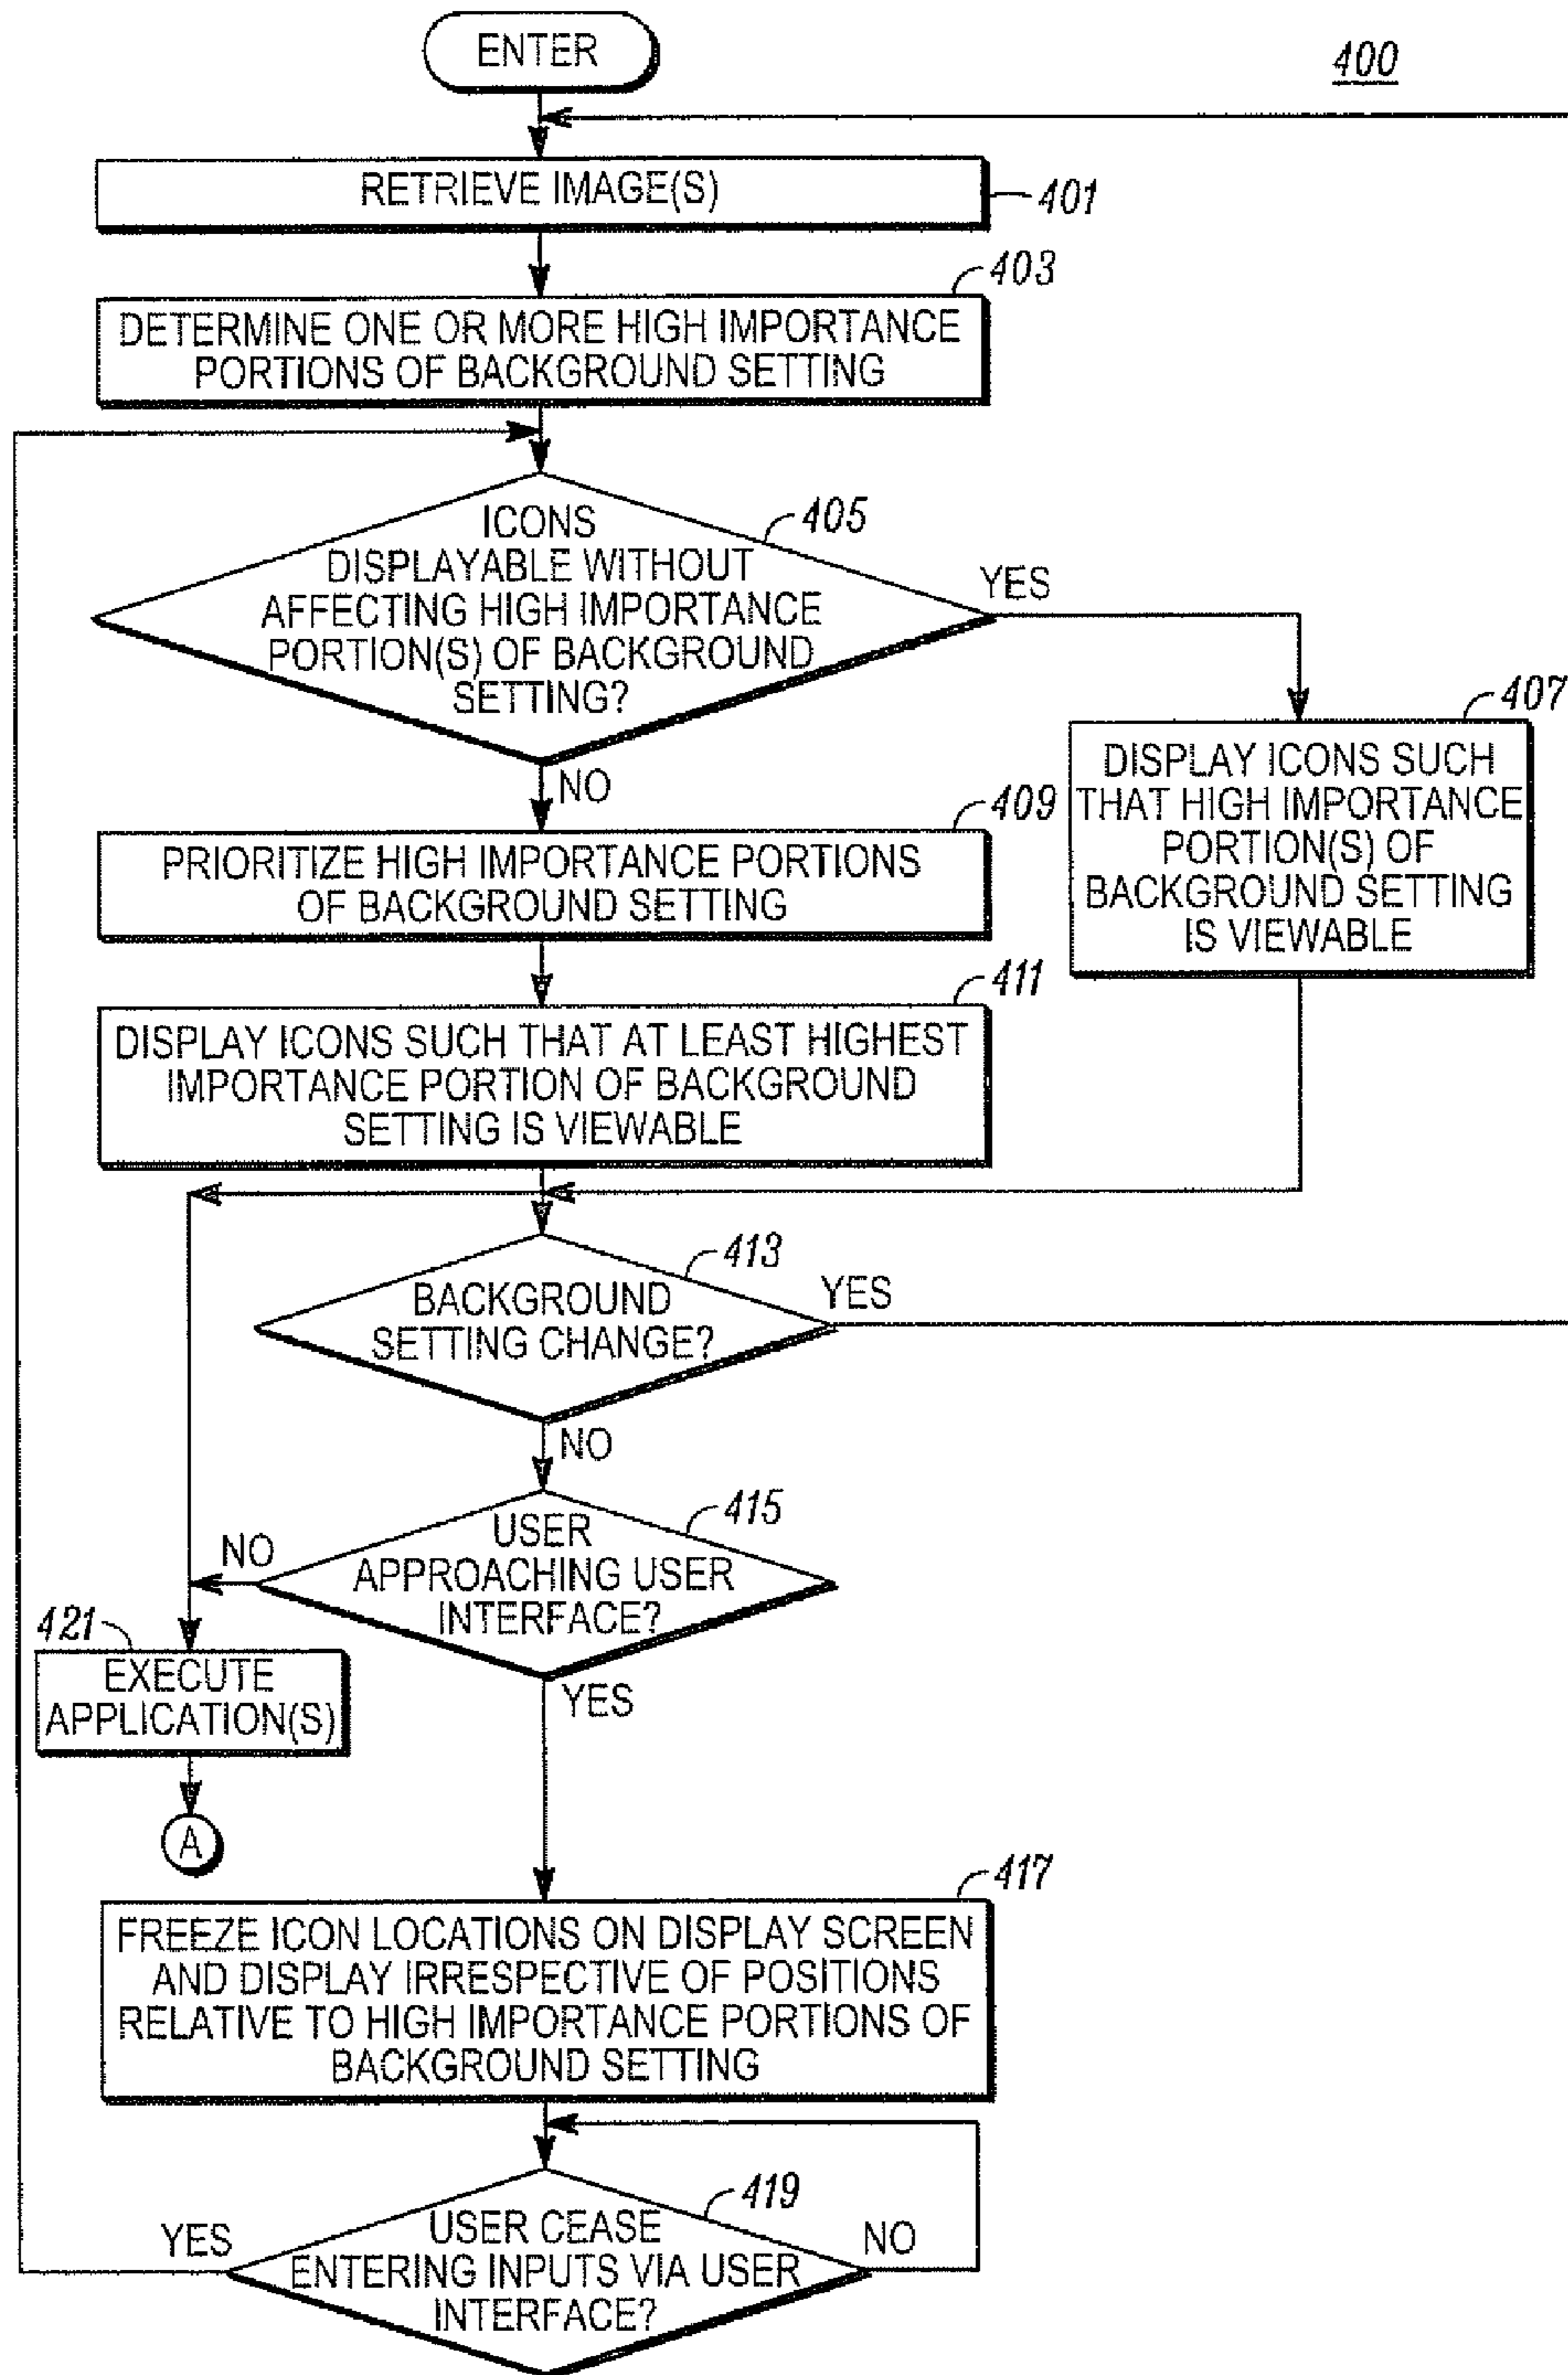 ENTER
400
RETRIEVE IMAGE(S)
401
403
DETERMINE ONE OR MORE HIGH IMPORTANCE
PORTIONS OF BACKGROUND SETTING
405
ICONS
DISPLAYABLE WITHOUT
AFFECTING HIGH IMPORTANCE
PORTION(S) OF BACKGROUND
SETTING?
YES
NO
407
DISPLAY ICONS SUCH
THAT HIGH IMPORTANCE
PORTION(S) OF
BACKGROUND SETTING
IS VIEWABLE
409
PRIORITIZE HIGH IMPORTANCE PORTIONS
OF BACKGROUND SETTING
411
DISPLAY ICONS SUCH THAT AT LEAST HIGHEST
IMPORTANCE PORTION OF BACKGROUND
SETTING IS VIEWABLE
413
BACKGROUND
SETTING CHANGE?
YES
NO
415
USER
APPROACHING USER
INTERFACE?
NO
YES
421
EXECUTE
APPLICATION(S)
A
417
FREEZE ICON LOCATIONS ON DISPLAY SCREEN
AND DISPLAY IRRESPECTIVE OF POSITIONS
RELATIVE TO HIGH IMPORTANCE PORTIONS OF
BACKGROUND SETTING
419
USER CEASE
ENTERING INPUTS VIA USER
INTERFACE?
YES
NO